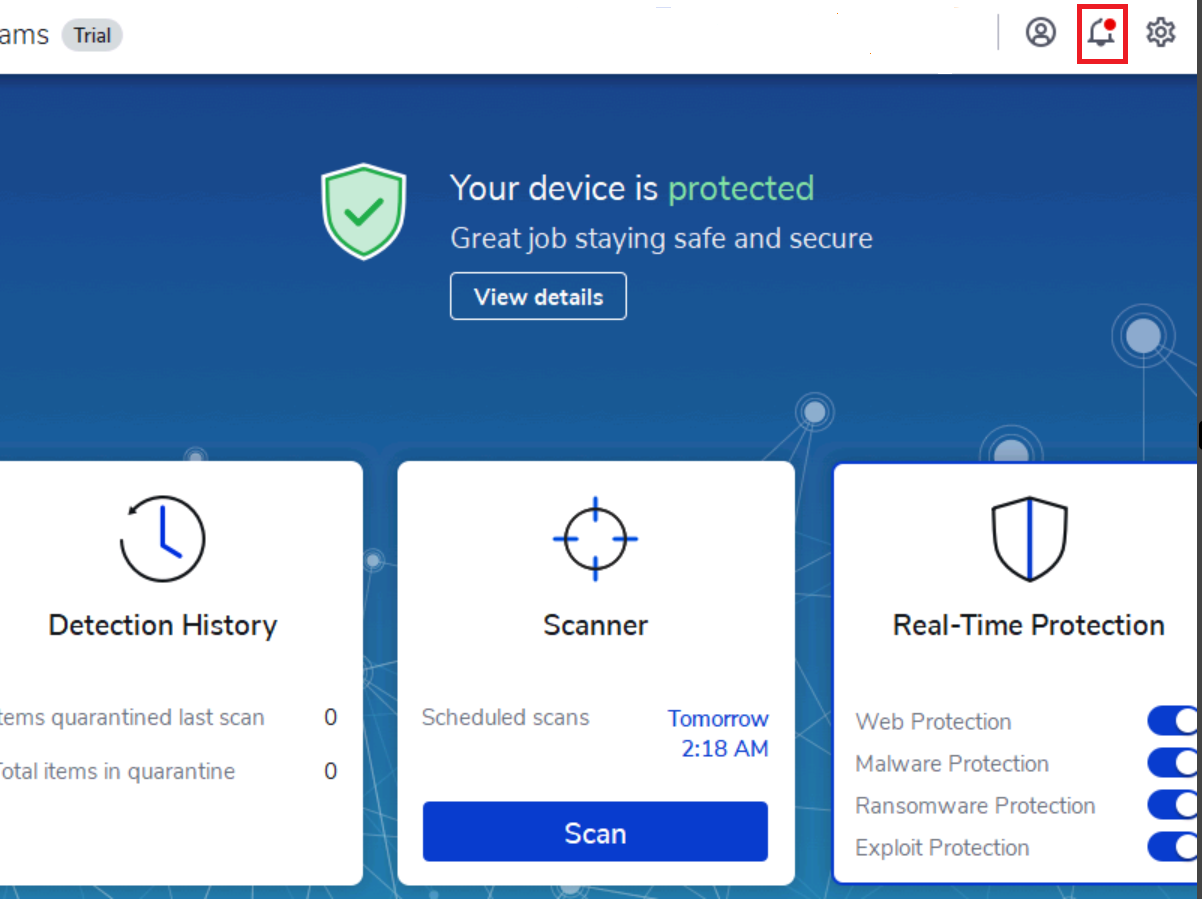 ams Trial
Your device is protected
Great job staying safe and secure
View details
Detection History
tems quarantined last scan 0
Total items in quarantine 0
Scanner
Scheduled scans Tomorrow
2:18 AM
Scan
Real-Time Protection
Web Protection
Malware Protection
Ransomware Protection
Exploit Protection